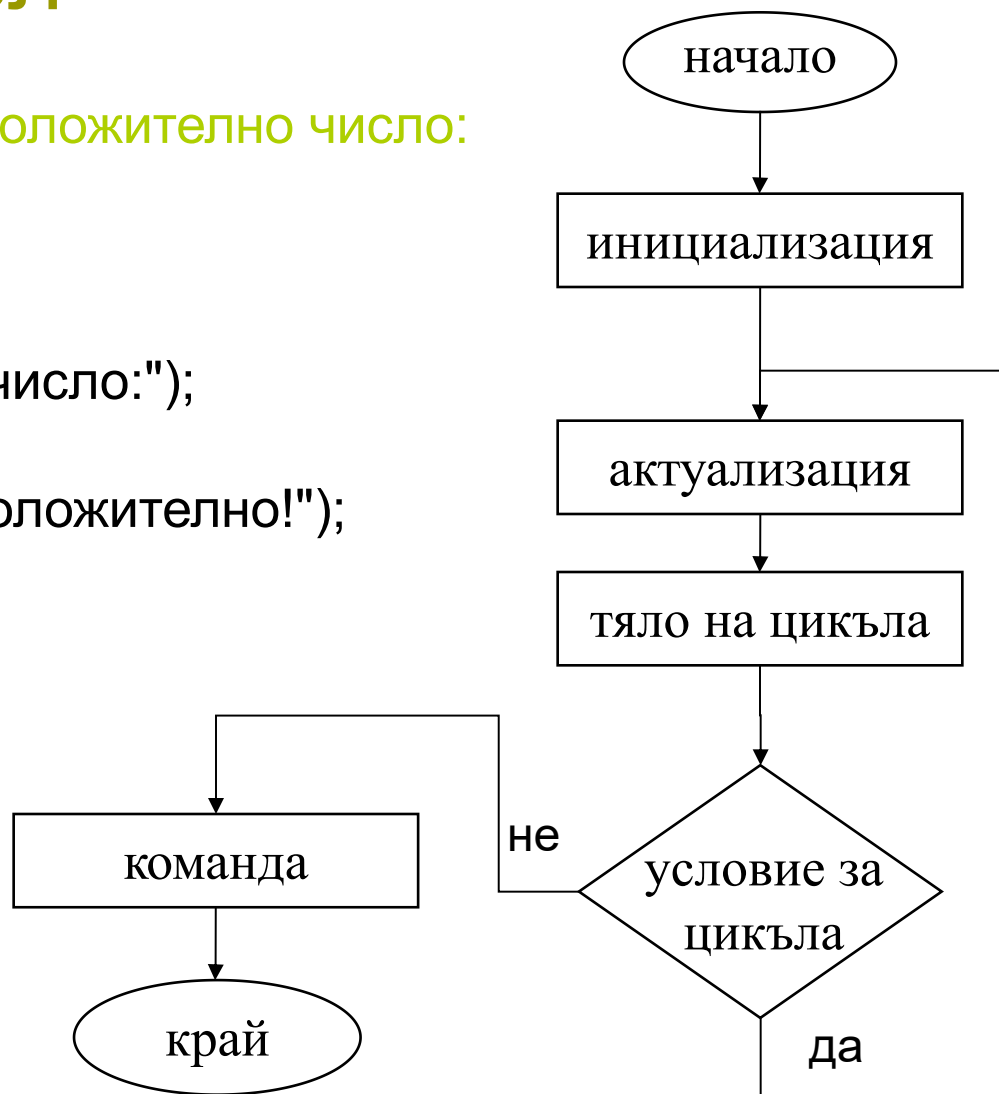 оложително число:
число:");
оложително!");
начало
инициализация
актуализация
тяло на цикъла
условие за
цикъла
не
да
команда
край